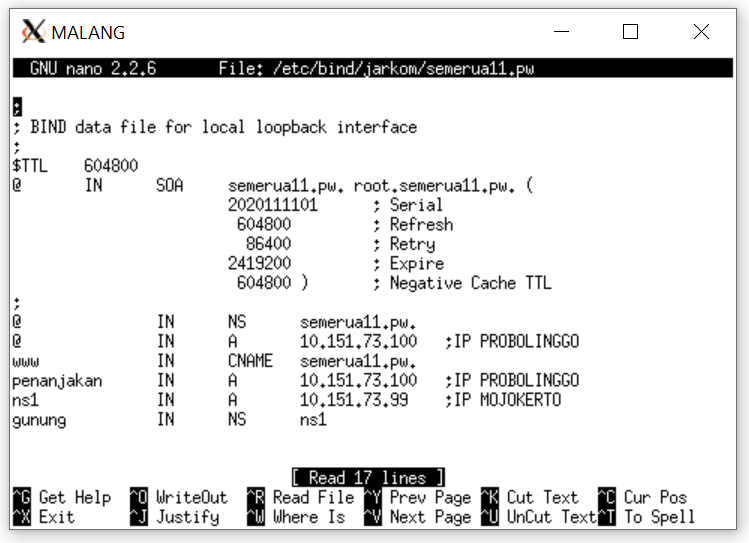 MALANG
GNU nano 2.2.6 File: /etc/bind/jarkom/semerua11.pw
;
; BIND data file for local loopback interface
;
$TTL 604800
@ IN SOA semerua11.pw. root.semerua11.pw. (
2020111101 ; Serial
604800 ; Refresh
86400 ; Retry
2419200 ; Expire
604800 ) ; Negative Cache TTL
;
@ IN NS semerua11.pw.
@ IN A 10.151.73.100 ;IP PROBOLINGGO
www IN CNAME semerua11.pw.
penanjakan IN A 10.151.73.100 ;IP PROBOLINGGO
ns1 IN A 10.151.73.99 ;IP MOJOKERTO
gunung IN NS ns1
[ Read 17 lines ]
^G Get Help ^O WriteOut ^R Read File ^Y Prev Page ^K Cut Text ^C Cur Pos
^X Exit ^J Justify ^W Where Is ^V Next Page ^U UnCut Text ^T To Spell